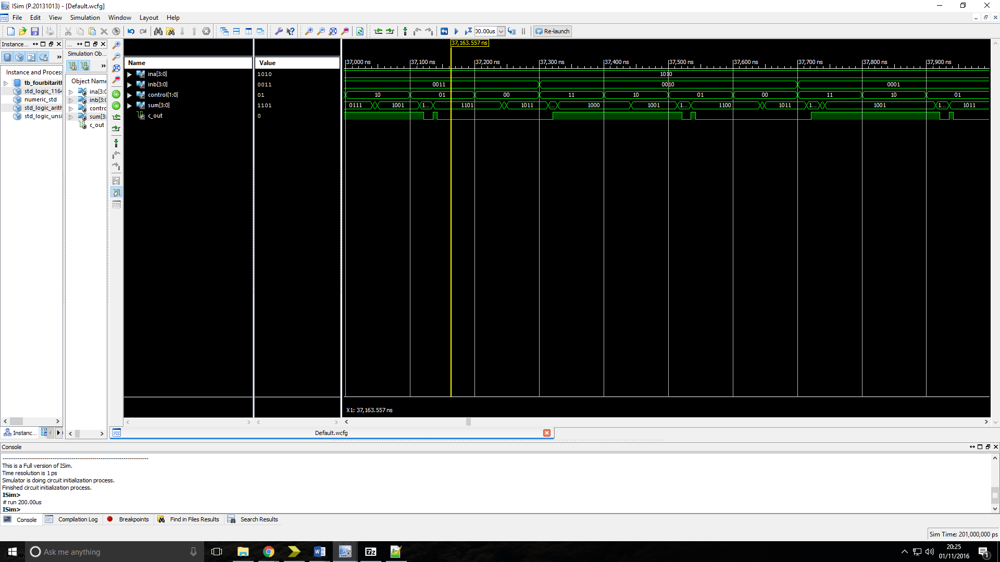 ISim (P.20131013) - [Default.wcfg]
File Edit View Simulation Window Layout Help
00.00us Re-launch
Instance... ...
Simulation Ob...
Instance and Proces
Object Name
tb_fourbitarith
std_logic_1164
numeric_std
std_logic_arith
std_logic_unsi
ina[3:0
inb[3:0
contro
sum[3:
c_out
Name Value
ina[3:0] 1010
inb[3:0] 0011
control[1:0] 01
sum[3:0] 1101
c_out 0
37,163.557 ns
37,000 ns 37,100 ns 37,200 ns 37,300 ns 37,400 ns 37,500 ns 37,600 ns 37,700 ns 37,800 ns 37,900 ns
1010
0011 0010 0001
10 01 00 11 10 01 00 11 10 01
0111 1001 1... 1101 1011 ... 1000 1001 1... 1100 1011 1... 1001 1... 1011
X1: 37,163.557 ns
Instanc...
Default.wcfg
Console
This is a Full version of ISim.
Time resolution is 1 ps
Simulator is doing circuit initialization process.
Finished circuit initialization process.
ISim>
# run 200.00us
ISim>
Console Compilation Log Breakpoints Find in Files Results Search Results
Sim Time: 201,000,000 ps
Ask me anything
20:25
01/11/2016